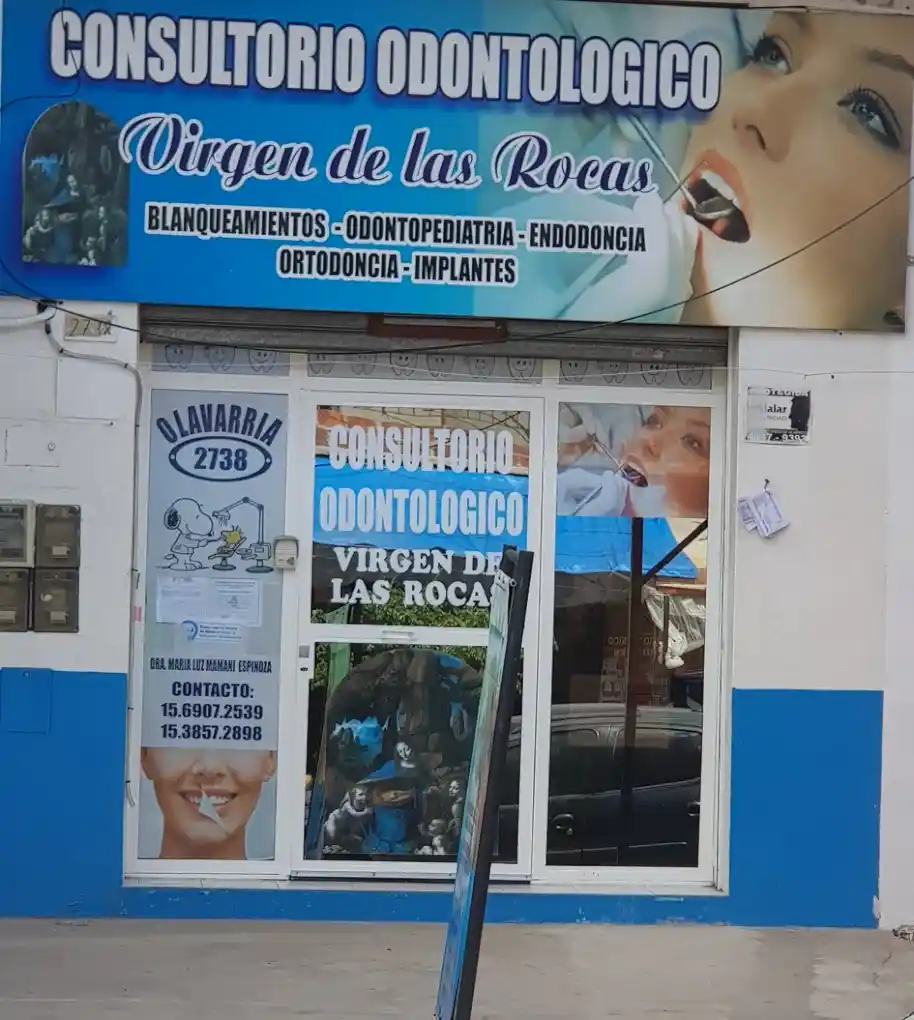 CONSULTORIO ODONTOLOGICO
Virgen de las Rocas
BLANQUEAMIENTOS - ODONTOPEDIATRIA - ENDODONCIA
ORTODONCIA - IMPLANTES
OLAVARRIA
2738
CONSULTORIO
ODONTOLOGICO
VIRGEN DE
LAS ROCAS
DRA. MARIA LUZ MAMANI ESPINOZA
CONTACTO:
15.6907.2539
15.3857.2898